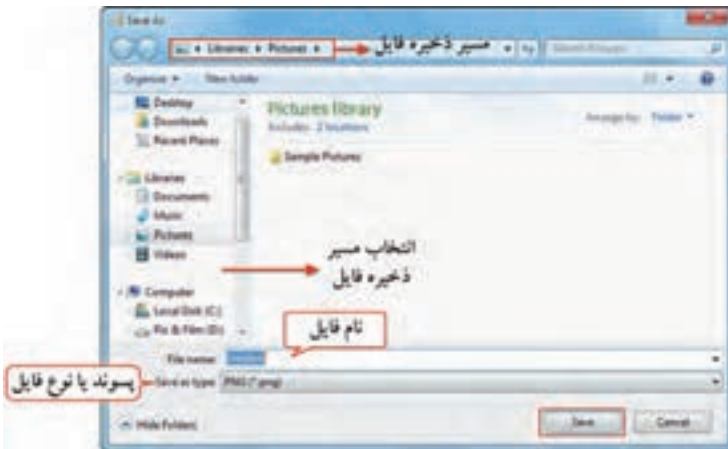 Save As
Libraries ▸ Pictures ▸
مسیر ذخیره فایل
Organize
New folder
Desktop
Downloads
Recent Places
Libraries
Documents
Music
Pictures
Videos
Computer
Local Disk (C:)
Pix & Film (D:)
Pictures library
Includes: 2 locations
Arrange by: Folder
Sample Pictures
انتخاب مسیر
ذخیره فایل
نام فایل
File name:
پسوند یا نوع فایل
Save as type: PNG (*.png)
Hide Folders
Save
Cancel